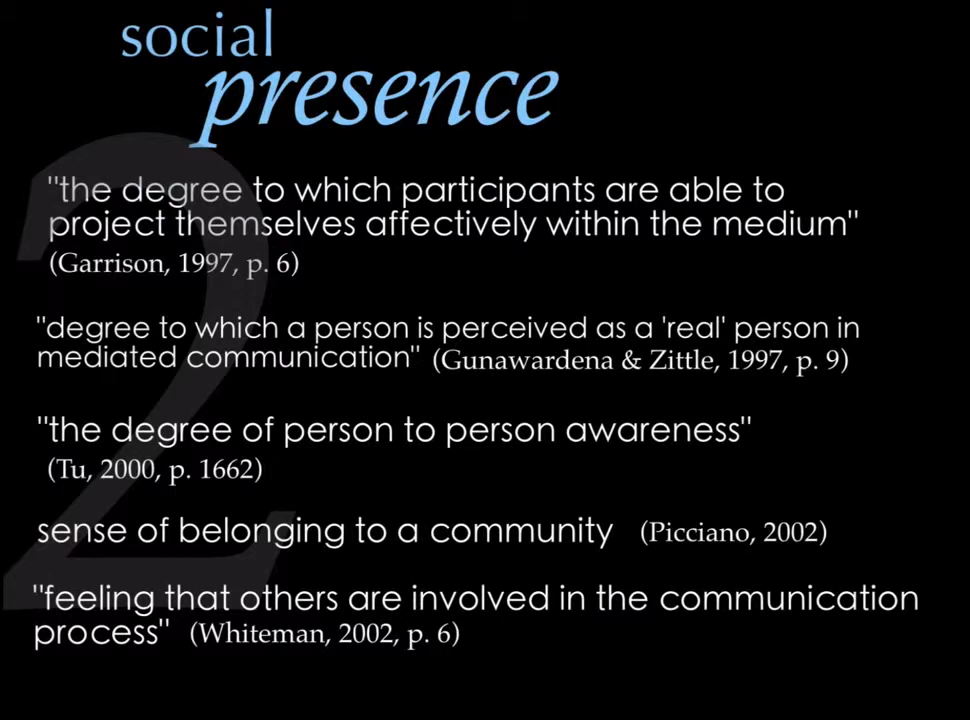 social
presence
"the degree to which participants are able to
project themselves affectively within the medium"
(Garrison, 1997, p. 6)
"degree to which a person is perceived as a 'real' person in
mediated communication" (Gunawardena & Zittle, 1997, p. 9)
"the degree of person to person awareness"
(Tu, 2000, p. 1662)
sense of belonging to a community (Picciano, 2002)
"feeling that others are involved in the communication
process" (Whiteman, 2002, p. 6)
2